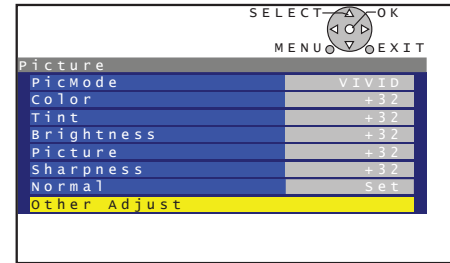 SELECT OK
MENU EXIT
Picture
PicMode VIVID
Color +32
Tint +32
Brightness +32
Picture +32
Sharpness +32
Normal Set
Other Adjust